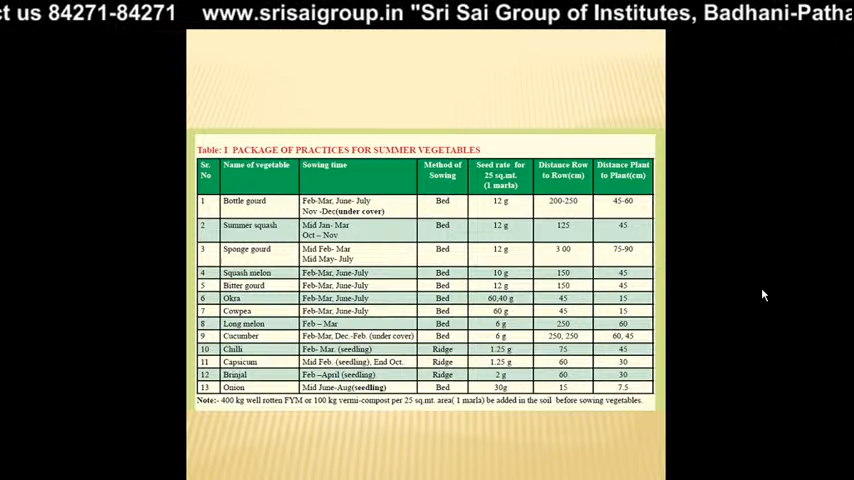 ct us 84271-84271 www.srisaigroup.in "Sri Sai Group of Institutes, Badhani-Patha
Table: I PACKAGE OF PRACTICES FOR SUMMER VEGETABLES
Sr. No Name of vegetable Sowing time Method of Sowing Seed rate for 25 sq.mt. (1 marla) Distance Row to Row(cm) Distance Plant to Plant(cm)
1 Bottle gourd Feb-Mar, June- July Bed 12 g 200-250 45-60
Nov -Dec(under cover)
2 Summer squash Mid Jan- Mar Bed 12 g 125 45
Oct – Nov
3 Sponge gourd Mid Feb- Mar Bed 12 g 3 00 75-90
Mid May- July
4 Squash melon Feb-Mar, June-July Bed 10 g 150 45
5 Bitter gourd Feb-Mar, June-July Bed 12 g 150 45
6 Okra Feb-Mar, June-July Bed 60,40 g 45 15
7 Cowpea Feb-Mar, June-July Bed 60 g 45 15
8 Long melon Feb – Mar Bed 6 g 250 60
9 Cucumber Feb-Mar, Dec.-Feb. (under cover) Bed 6 g 250, 250 60, 45
10 Chilli Feb- Mar. (seedling) Ridge 1.25 g 75 45
11 Capsicum Mid Feb. (seedling), End Oct. Ridge 1.25 g 60 30
12 Brinjal Feb –April (seedling) Ridge 2 g 60 30
13 Onion Mid June-Aug(seedling) Bed 30g 15 7.5
Note:- 400 kg well rotten FYM or 100 kg vermi-compost per 25 sq.mt. area( 1 marla) be added in the soil before sowing vegetables.